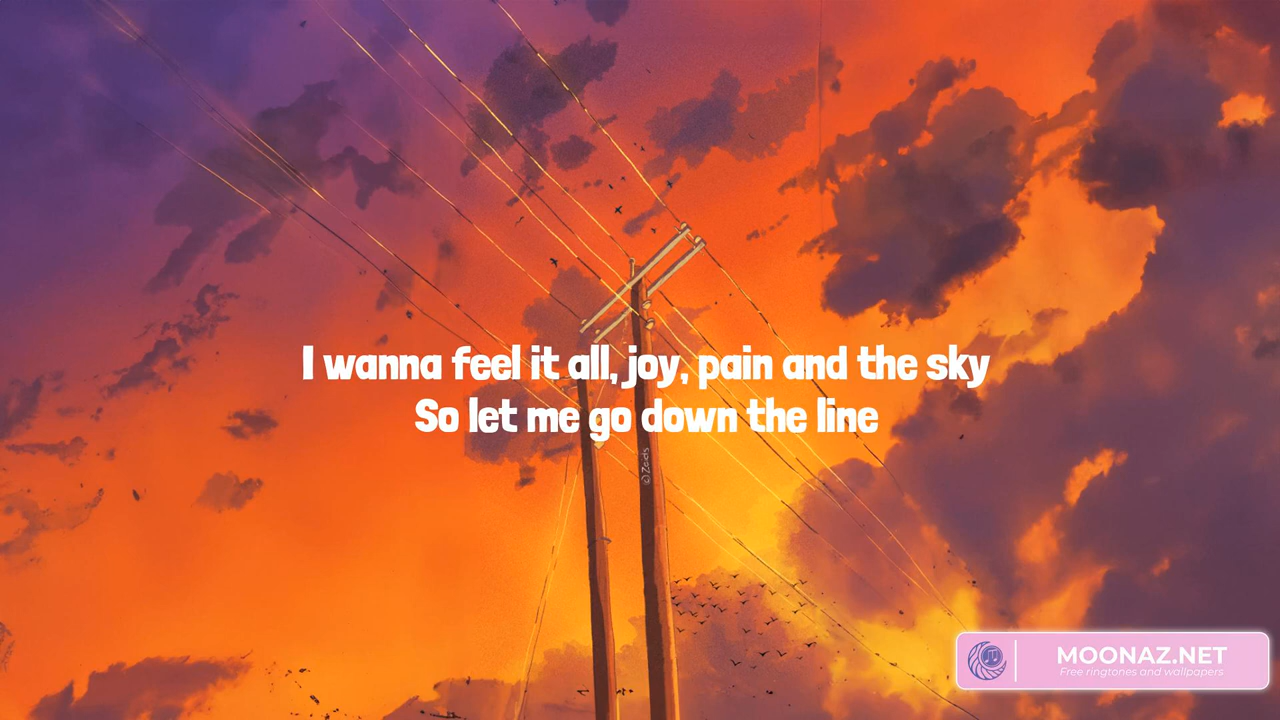 I wanna feel it all, joy, pain and the sky
So let me go down the line
© Zaids
MOONAZ.NET
Free ringtones and wallpapers